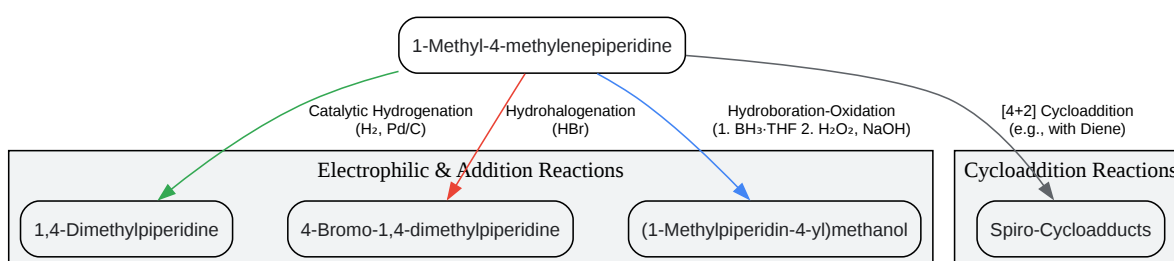 1-Methyl-4-methylenepiperidine
Catalytic Hydrogenation
(H₂, Pd/C)
Hydrohalogenation
(HBr)
Hydroboration-Oxidation
(1. BH₃·THF 2. H₂O₂, NaOH)
[4+2] Cycloaddition
(e.g., with Diene)
Electrophilic & Addition Reactions
Cycloaddition Reactions
1,4-Dimethylpiperidine
4-Bromo-1,4-dimethylpiperidine
(1-Methylpiperidin-4-yl)methanol
Spiro-Cycloadducts